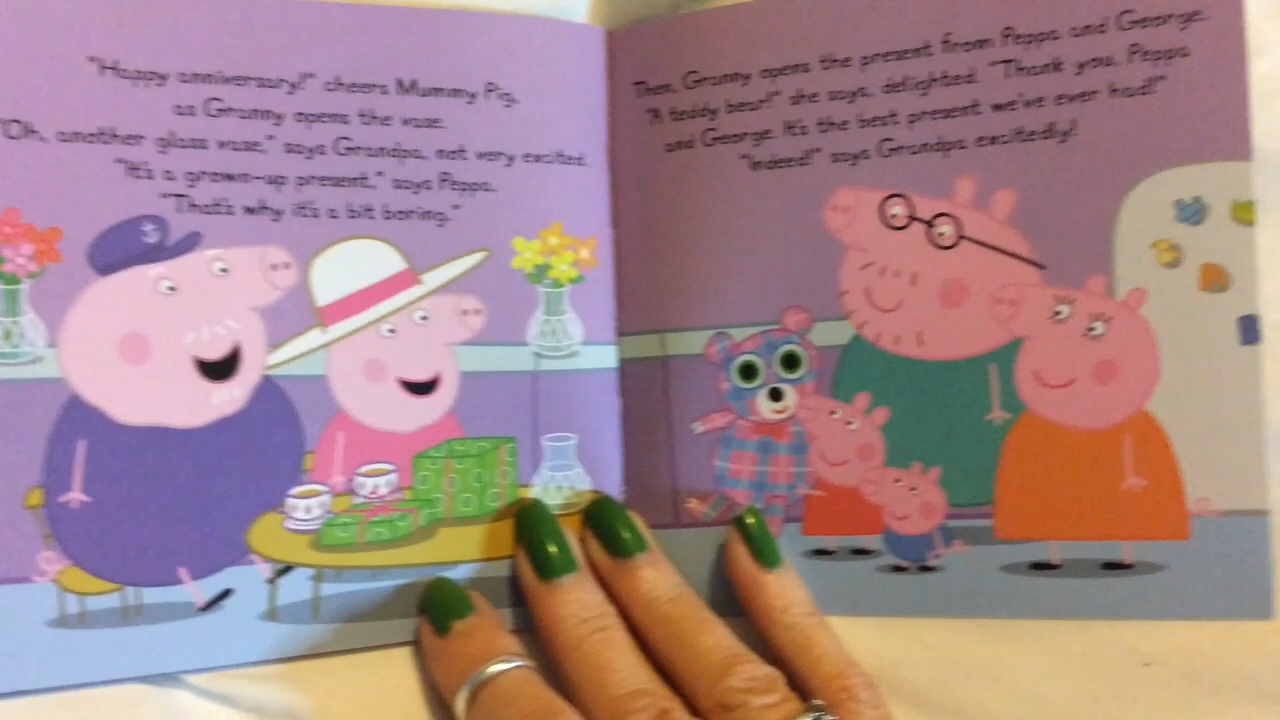 "Happy anniversary!" cheers Mummy Pig,
as Granny opens the vase.
"Oh, another glass vase," says Grandpa, not very excited.
"It's a grown-up present," says Peppa.
"That's why it's a bit boring."
Then, Granny opens the present from Peppa and George.
"A teddy bear!" she says, delighted. "Thank you, Peppa
and George. It's the best present we've ever had!"
"Indeed!" says Grandpa excitedly!